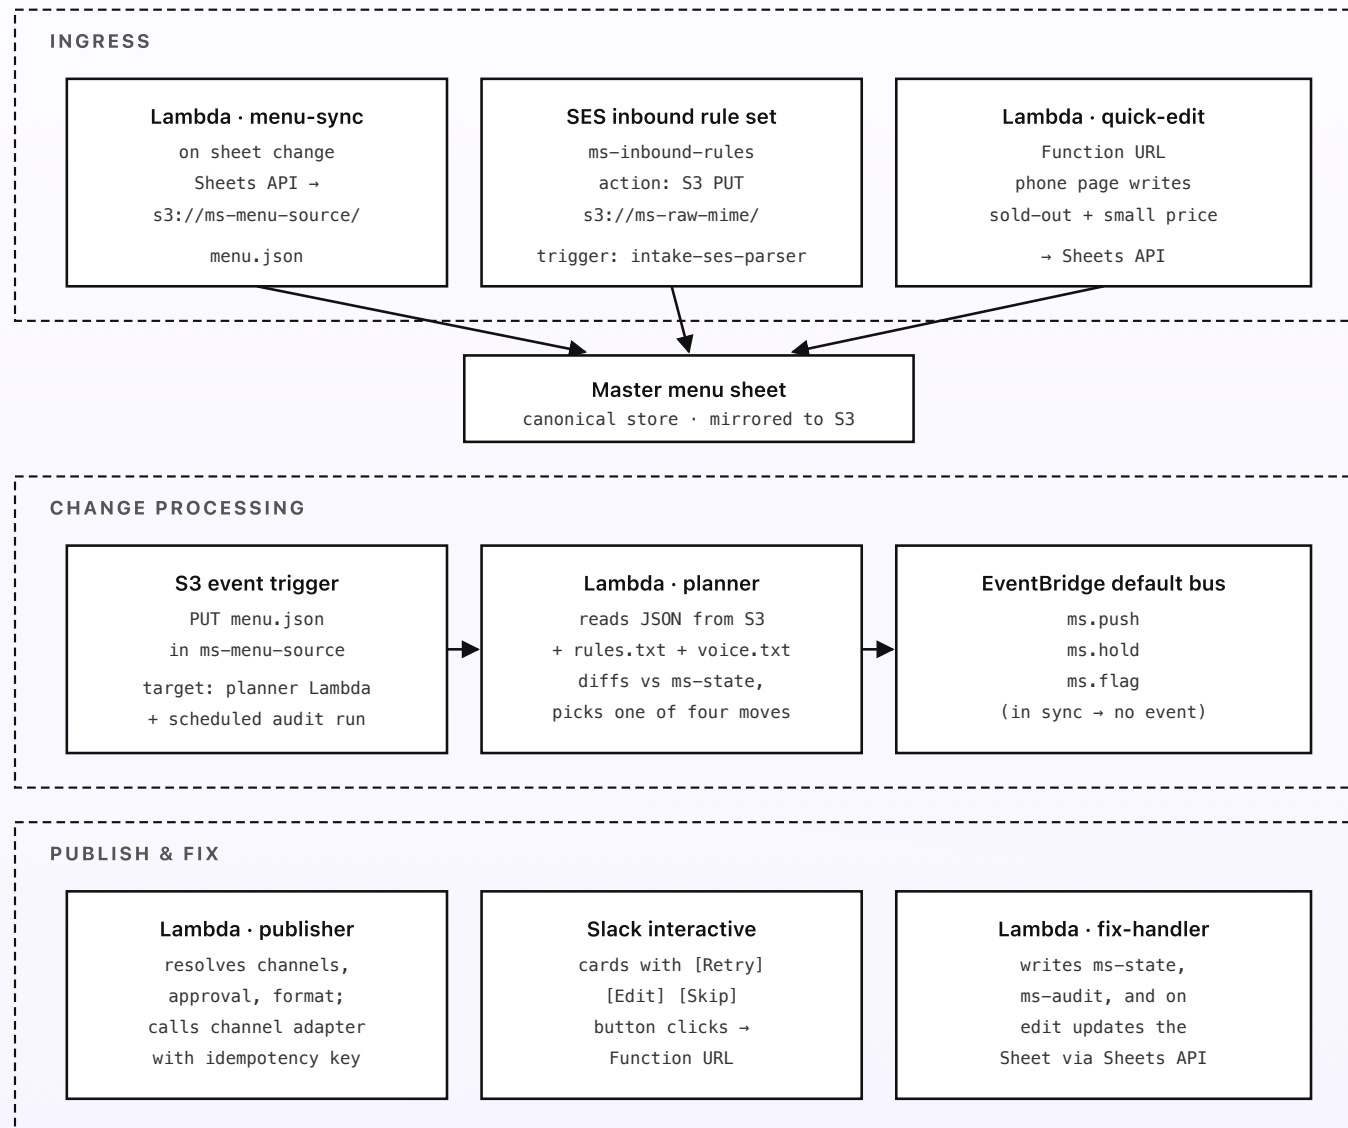 INGRESS
Lambda · menu-sync
on sheet change
Sheets API →
s3://ms-menu-source/
menu.json
SES inbound rule set
ms-inbound-rules
action: S3 PUT
s3://ms-raw-mime/
trigger: intake-ses-parser
Lambda · quick-edit
Function URL
phone page writes
sold-out + small price
→ Sheets API
Master menu sheet
canonical store · mirrored to S3
CHANGE PROCESSING
S3 event trigger
PUT menu.json
in ms-menu-source
target: planner Lambda
+ scheduled audit run
Lambda · planner
reads JSON from S3
+ rules.txt + voice.txt
diffs vs ms-state,
picks one of four moves
EventBridge default bus
ms.push
ms.hold
ms.flag
(in sync → no event)
PUBLISH & FIX
Lambda · publisher
resolves channels,
approval, format;
calls channel adapter
with idempotency key
Slack interactive
cards with [Retry]
[Edit] [Skip]
button clicks →
Function URL
Lambda · fix-handler
writes ms-state,
ms-audit, and on
edit updates the
Sheet via Sheets API